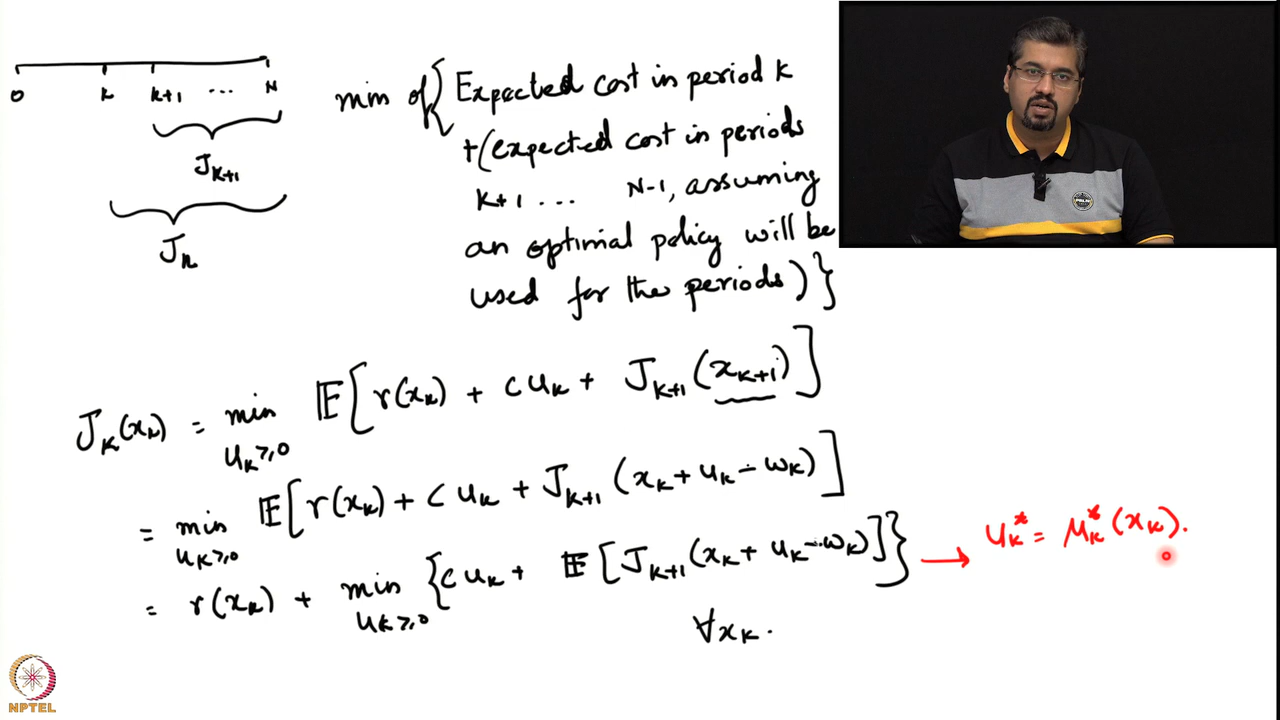 0 k k+1 ... N
J_{k+1}
J_k
min of { Expected cost in period k
+ (expected cost in periods
k+1 ... N-1, assuming
an optimal policy will be
used for the periods) }
J_k(x_k) = min_{u_k≥0} 𝔼[ r(x_k) + c u_k + J_{k+1}(x_{k+1}) ]
= min_{u_k≥0} 𝔼[ r(x_k) + c u_k + J_{k+1}(x_k + u_k - w_k) ]
= r(x_k) + min_{u_k≥0} { c u_k + 𝔼[ J_{k+1}(x_k + u_k - w_k) ] } → u_k^* = μ_k^*(x_k).
∀x_k.
NPTEL